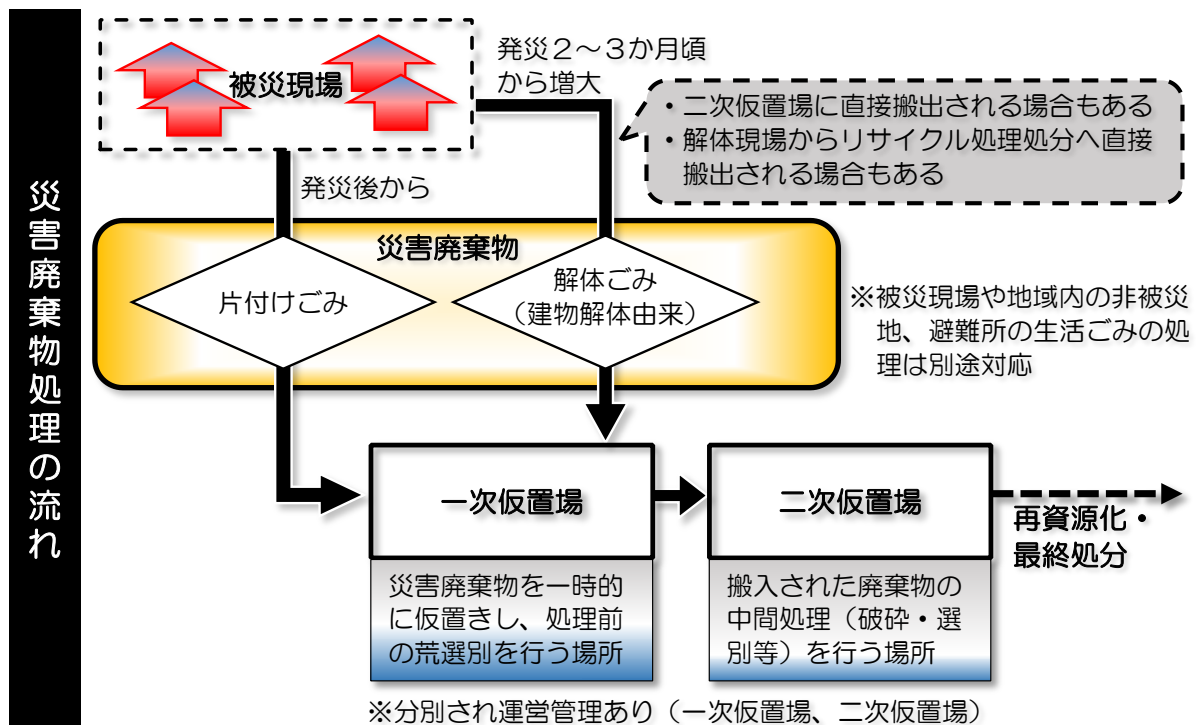 災害廃棄物処理の流れ
被災現場
発災２～３か月頃
から増大
・二次仮置場に直接搬出される場合もある
・解体現場からリサイクル処理処分へ直接
搬出される場合もある
発災後から
災害廃棄物
片付けごみ
解体ごみ
（建物解体由来）
※被災現場や地域内の非被災
地、避難所の生活ごみの処
理は別途対応
一次仮置場
二次仮置場
再資源化・
最終処分
災害廃棄物を一時的
に仮置きし、処理前
の荒選別を行う場所
搬入された廃棄物の
中間処理（破砕・選
別等）を行う場所
※分別され運営管理あり（一次仮置場、二次仮置場）